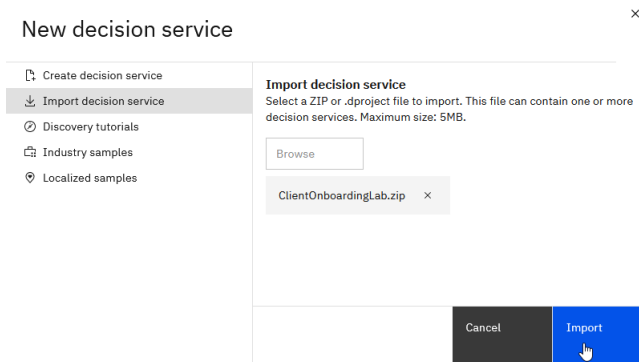 New decision service
Create decision service
Import decision service
Discovery tutorials
Industry samples
Localized samples
Import decision service
Select a ZIP or .dproject file to import. This file can contain one or more
decision services. Maximum size: 5MB.
Browse
ClientOnboardingLab.zip
Cancel
Import